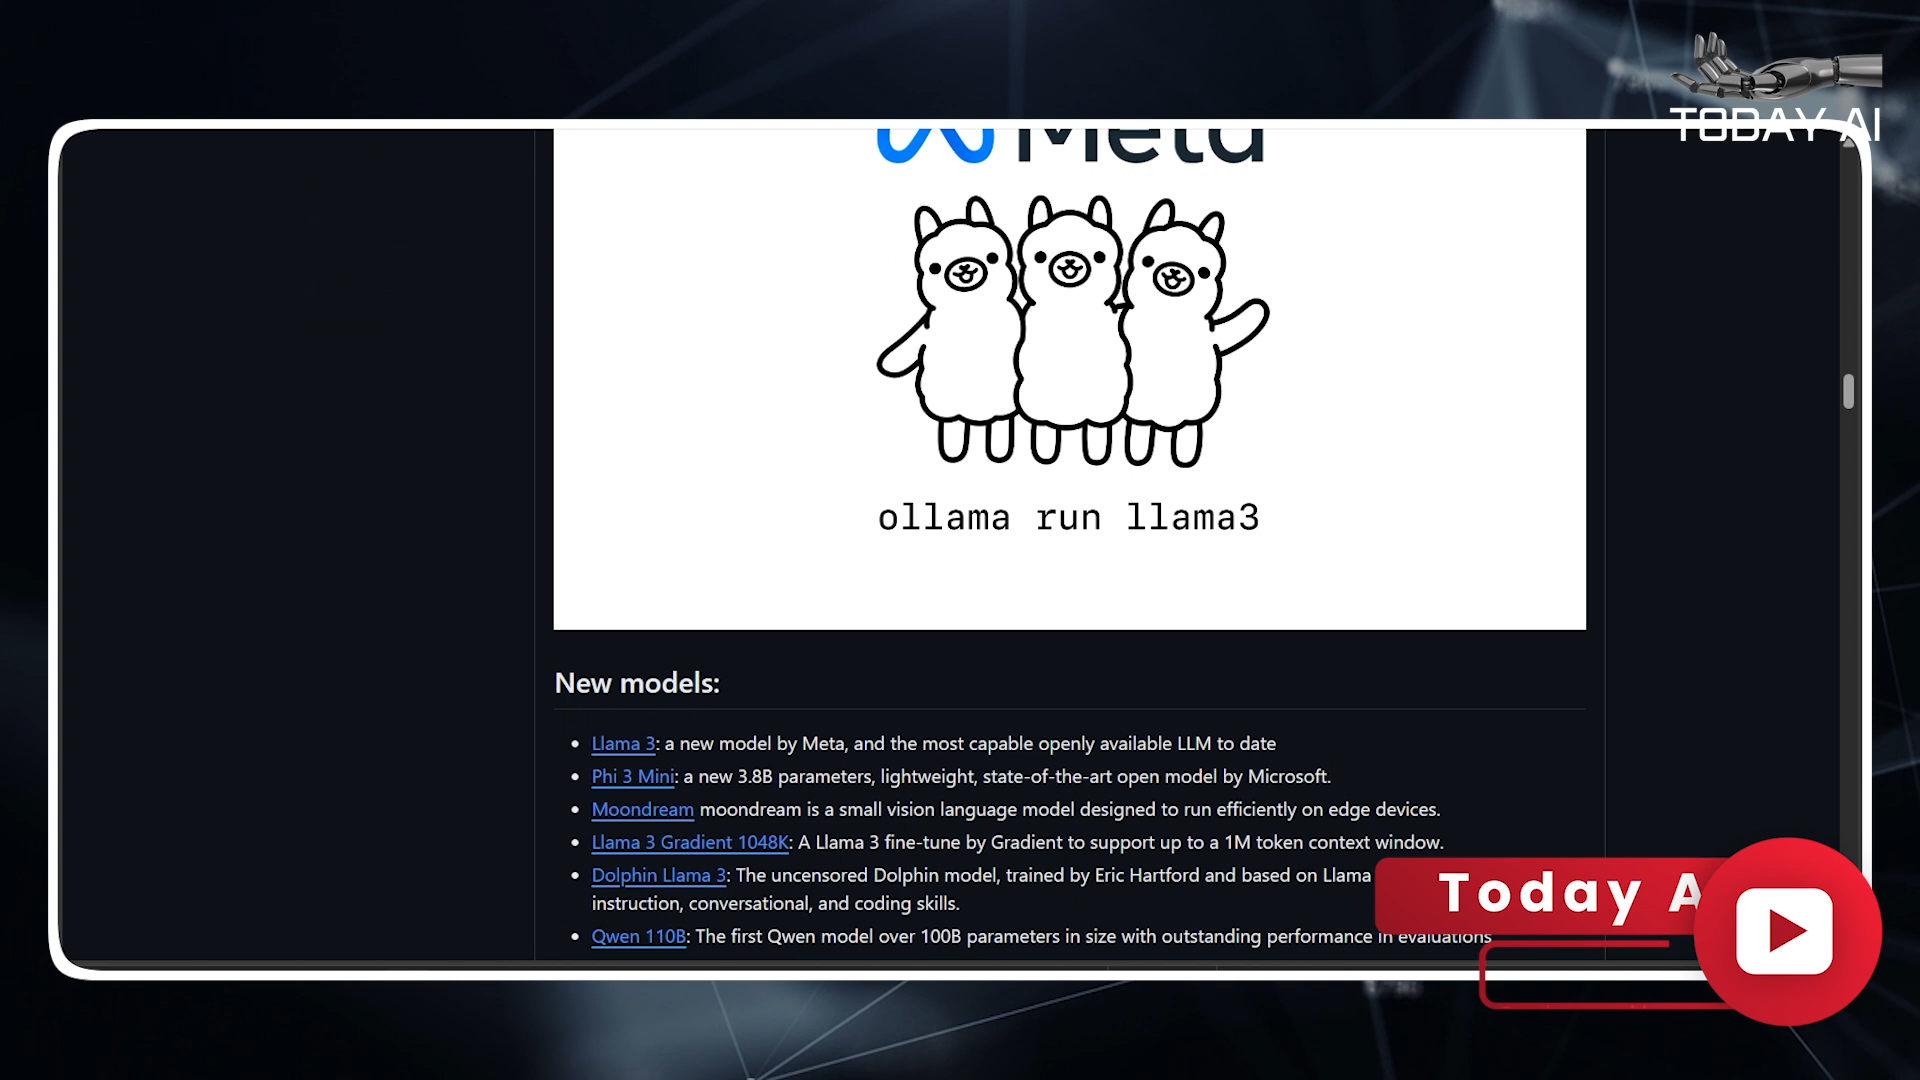 TODAY AI
Meta
ollama run llama3
New models:
Llama 3: a new model by Meta, and the most capable openly available LLM to date
Phi 3 Mini: a new 3.8B parameters, lightweight, state-of-the-art open model by Microsoft.
Moondream moondream is a small vision language model designed to run efficiently on edge devices.
Llama 3 Gradient 1048K: A Llama 3 fine-tune by Gradient to support up to a 1M token context window.
Dolphin Llama 3: The uncensored Dolphin model, trained by Eric Hartford and based on Llama
instruction, conversational, and coding skills.
Qwen 110B: The first Qwen model over 100B parameters in size with outstanding performance in evaluations
Today A